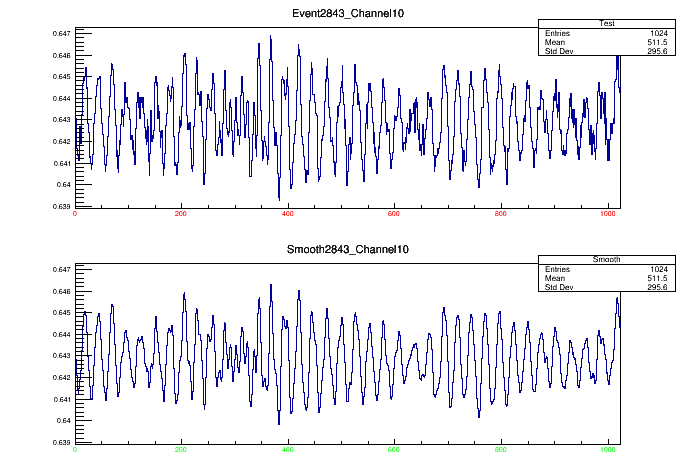 Event2843_Channel10
Test
Entries 1024
Mean 511.5
Std Dev 295.6
0.647
0.646
0.645
0.644
0.643
0.642
0.641
0.64
0.639
0 200 400 600 800 1000
Smooth2843_Channel10
Smooth
Entries 1024
Mean 511.5
Std Dev 295.6
0.647
0.646
0.645
0.644
0.643
0.642
0.641
0.64
0.639
0 200 400 600 800 1000